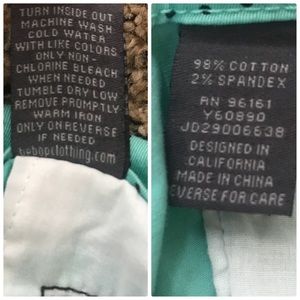 TURN INSIDE OUT
MACHINE WASH
COLD WATER
WITH LIKE COLORS
ONLY NON-
CHLORINE BLEACH
WHEN NEEDED
TUMBLE DRY LOW
REMOVE PROMPTLY
WARM IRON
ONLY ON REVERSE
IF NEEDED
bebopclothing.com
98% COTTON
2% SPANDEX
RN 96161
Y60890
JD29006638
DESIGNED IN
CALIFORNIA
MADE IN CHINA
EVERSE FOR CARE